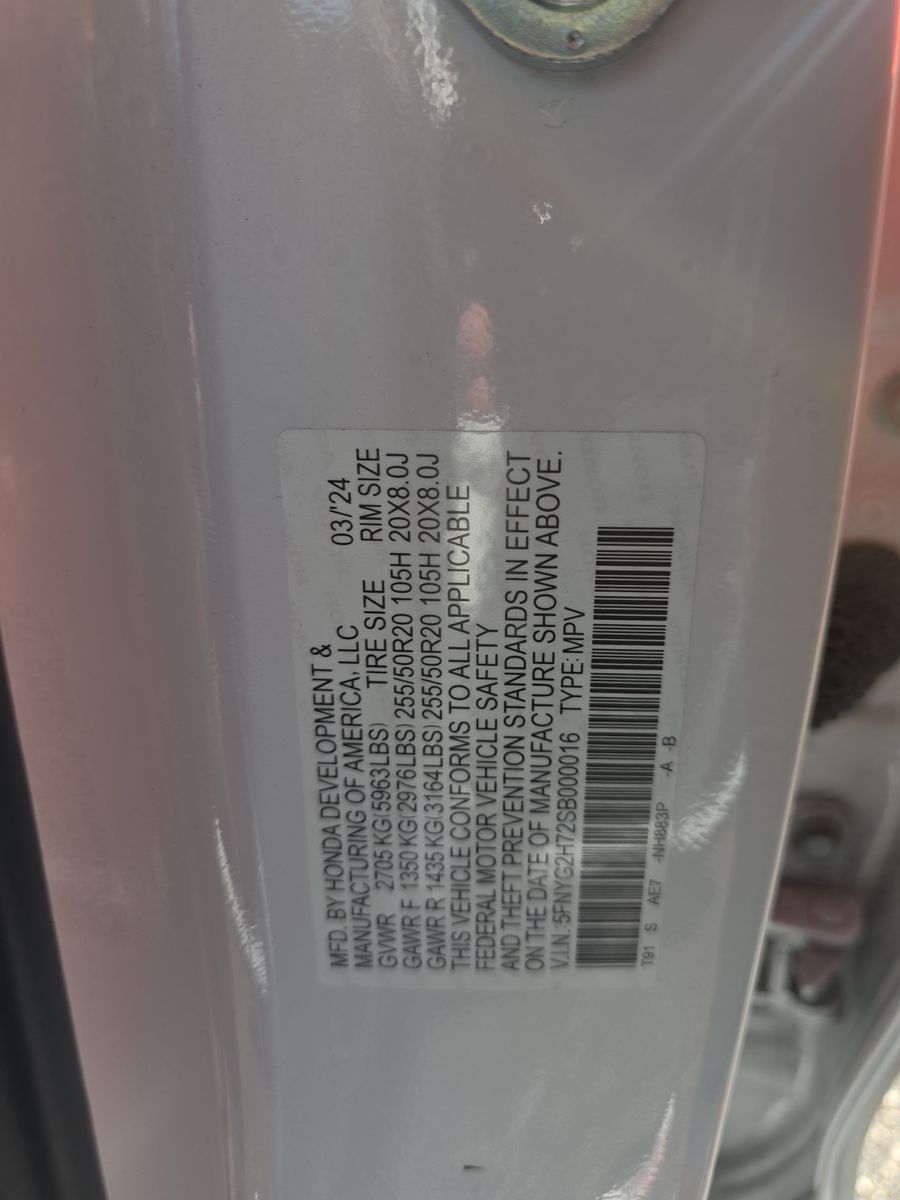 MFD. BY HONDA DEVELOPMENT &
MANUFACTURING OF AMERICA, LLC 03/'24
GVWR 2705 KG(5963LBS) TIRE SIZE RIM SIZE
GAWR F 1350 KG(2976LBS) 255/50R20 105H 20X8.0J
GAWR R 1435 KG(3164LBS) 255/50R20 105H 20X8.0J
THIS VEHICLE CONFORMS TO ALL APPLICABLE
FEDERAL MOTOR VEHICLE SAFETY
AND THEFT PREVENTION STANDARDS IN EFFECT
ON THE DATE OF MANUFACTURE SHOWN ABOVE.
V.I.N.:5FNYG2H72SB000016 TYPE: MPV
T91 S AE7 -NH883P -A -B